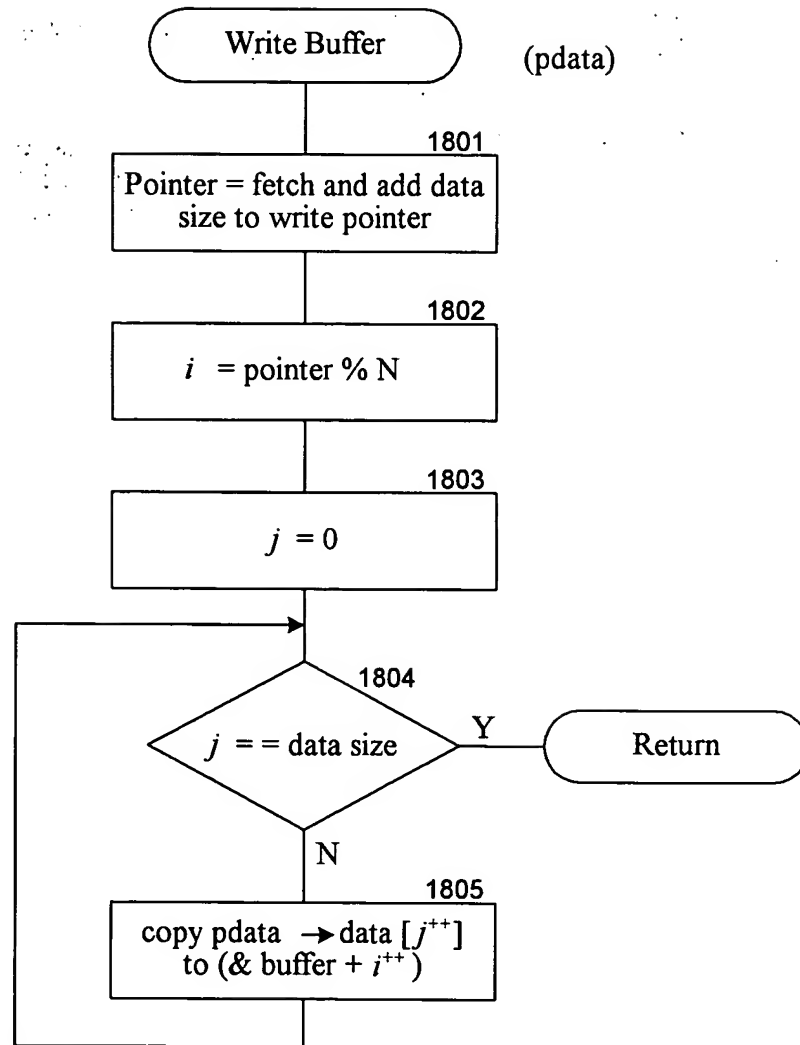 Write Buffer
(pdata)
1801
Pointer = fetch and add data
size to write pointer
1802
i = pointer % N
1803
j = 0
1804
j = = data size
Y
Return
N
1805
copy pdata → data [j++]
to (& buffer + i++)